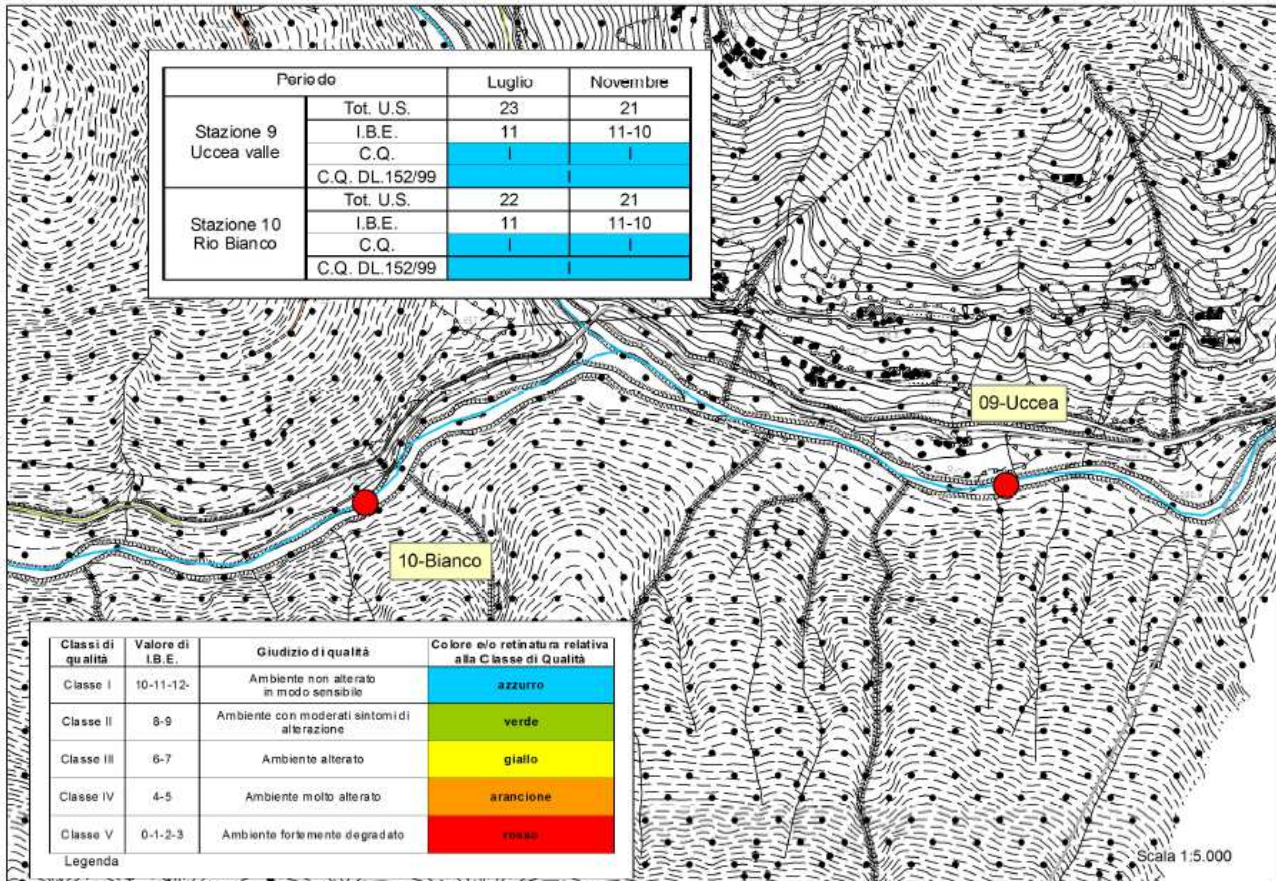 Periodo Luglio Novembre
Stazione 9 Uccea valle
Tot. U.S. 23 21
I.B.E. 11 11-10
C.Q. I I
C.Q. DL.152/99 I
Stazione 10 Rio Bianco
Tot. U.S. 22 21
I.B.E. 11 11-10
C.Q. I I
C.Q. DL.152/99 I
09-Uccea
10-Bianco
Classi di qualità Valore di I.B.E. Giudizio di qualità Colore e/o retinatura relativa alla Classe di Qualità
Classe I 10-11-12- Ambiente non alterato in modo sensibile azzurro
Classe II 8-9 Ambiente con moderati sintomi di alterazione verde
Classe III 6-7 Ambiente alterato giallo
Classe IV 4-5 Ambiente molto alterato arancione
Classe V 0-1-2-3 Ambiente fortemente degradato rosso
Legenda
Scala 1:5.000